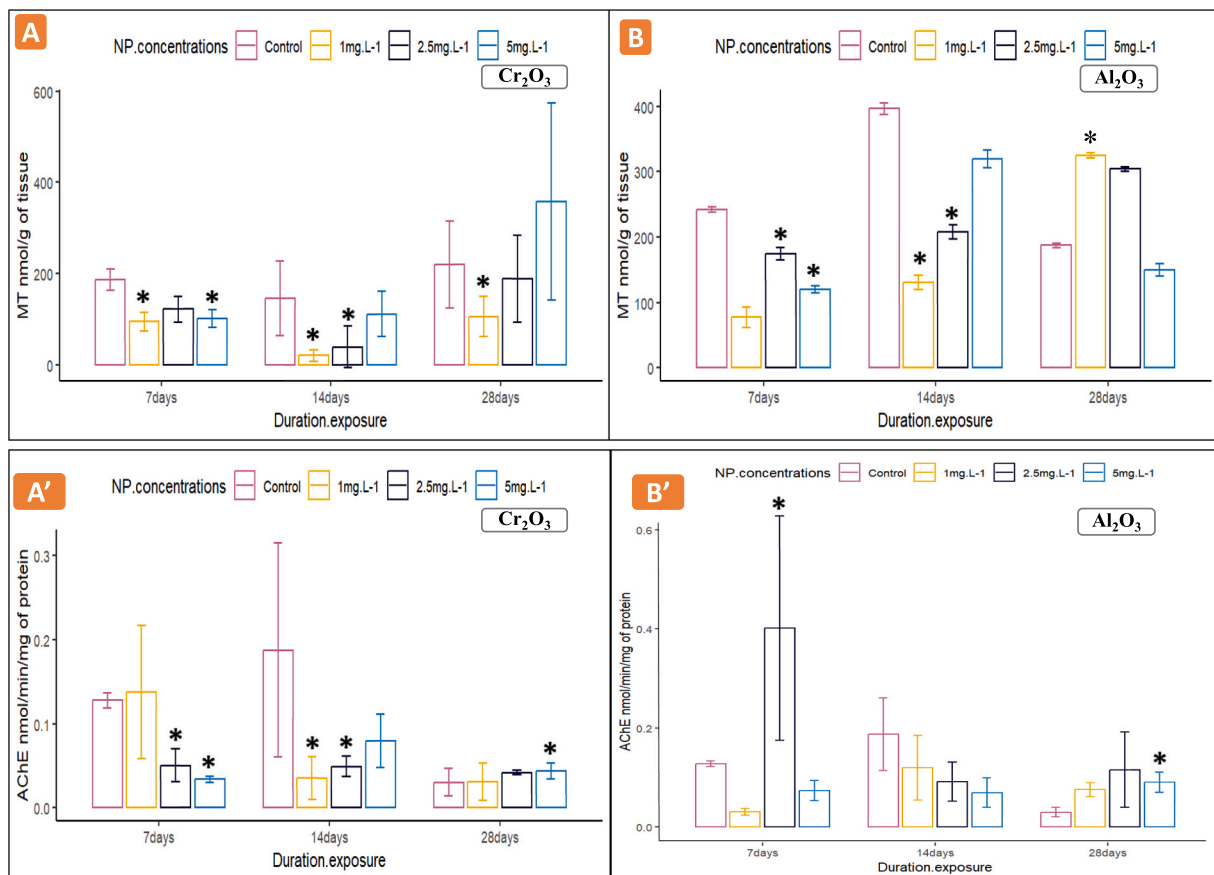 A
NP.concentrations Control 1mg.L-1 2.5mg.L-1 5mg.L-1
Cr₂O₃
MT nmol/g of tissue
600
400
200
0
* * * * *
7days 14days 28days
Duration.exposure
B
NP.concentrations Control 1mg.L-1 2.5mg.L-1 5mg.L-1
Al₂O₃
MT nmol/g of tissue
400
300
200
100
0
* * * * *
7days 14days 28days
Duration.exposure
A'
NP.concentrations Control 1mg.L-1 2.5mg.L-1 5mg.L-1
Cr₂O₃
AChE nmol/min/mg of protein
0.3
0.2
0.1
0.0
* * * * *
7days 14days 28days
Duration.exposure
B'
NP.concentrations Control 1mg.L-1 2.5mg.L-1 5mg.L-1
Al₂O₃
AChE nmol/min/mg of protein
0.6
0.4
0.2
0.0
* *
7days 14days 28days
Duration.exposure